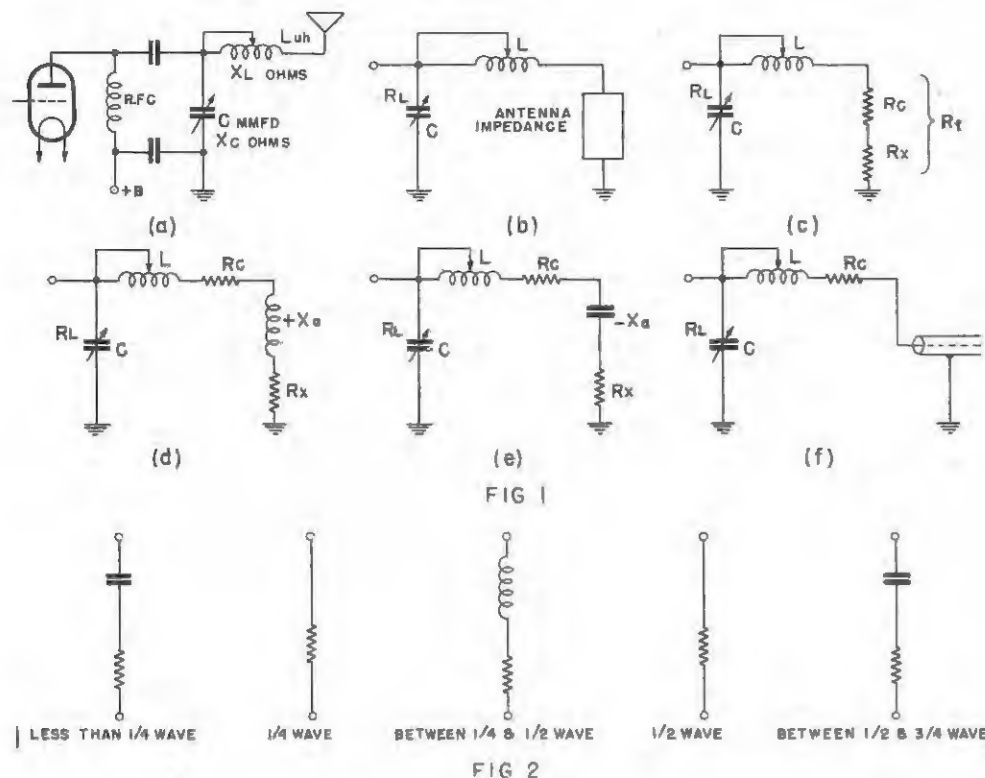 Luh
XL OHMS
RFC
C MMFD
XC OHMS
+B
(a)
L
RL
C
ANTENNA
IMPEDANCE
(b)
L
RL
C
RC
RX
Rt
(c)
L
RC
RL
C
+Xa
RX
(d)
L
RC
RL
C
-Xa
RX
(e)
L
RC
RL
C
(f)
FIG 1
LESS THAN 1/4 WAVE
1/4 WAVE
BETWEEN 1/4 & 1/2 WAVE
1/2 WAVE
BETWEEN 1/2 & 3/4 WAVE
FIG 2